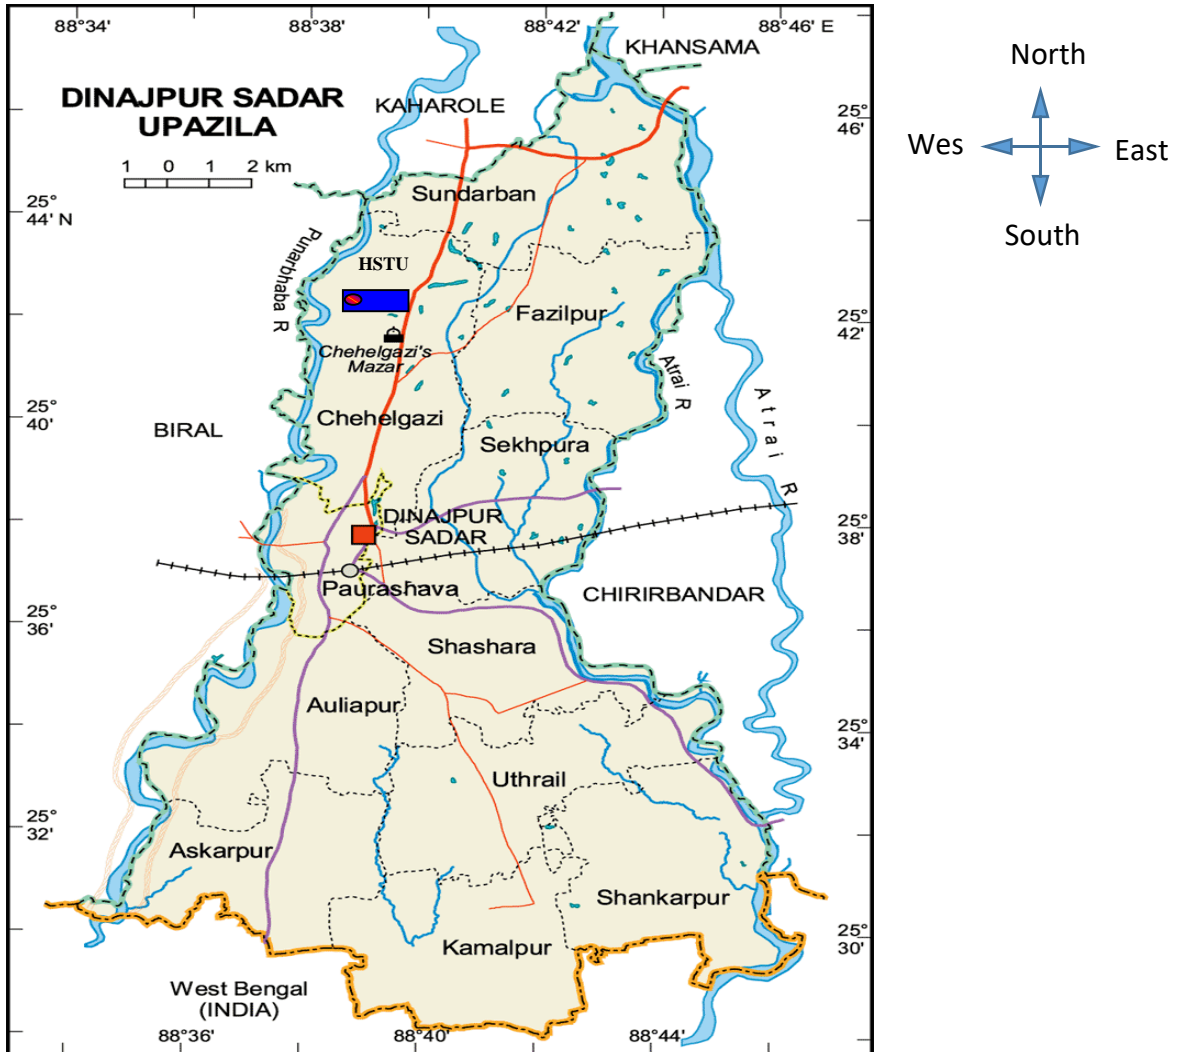 88°34'
88°38'
88°42'
88°46' E
KHANSAMA
DINAJPUR SADAR
UPAZILA
KAHAROLE
1 0 1 2 km
25°
46'
Sundarban
25°
44' N
Punarbhaba R
HSTU
Fazilpur
25°
42'
Chehelgazi's
Mazar
Atrai R
Atrai R
25°
40'
BIRAL
Chehelgazi
Sekhpura
DINAJPUR
SADAR
25°
38'
Paurashava
CHIRIRBANDAR
25°
36'
Shashara
Auliapur
25°
34'
Uthrail
25°
32'
Askarpur
Shankarpur
25°
30'
Kamalpur
West Bengal
(INDIA)
88°36'
88°40'
88°44'
North
Wes
East
South